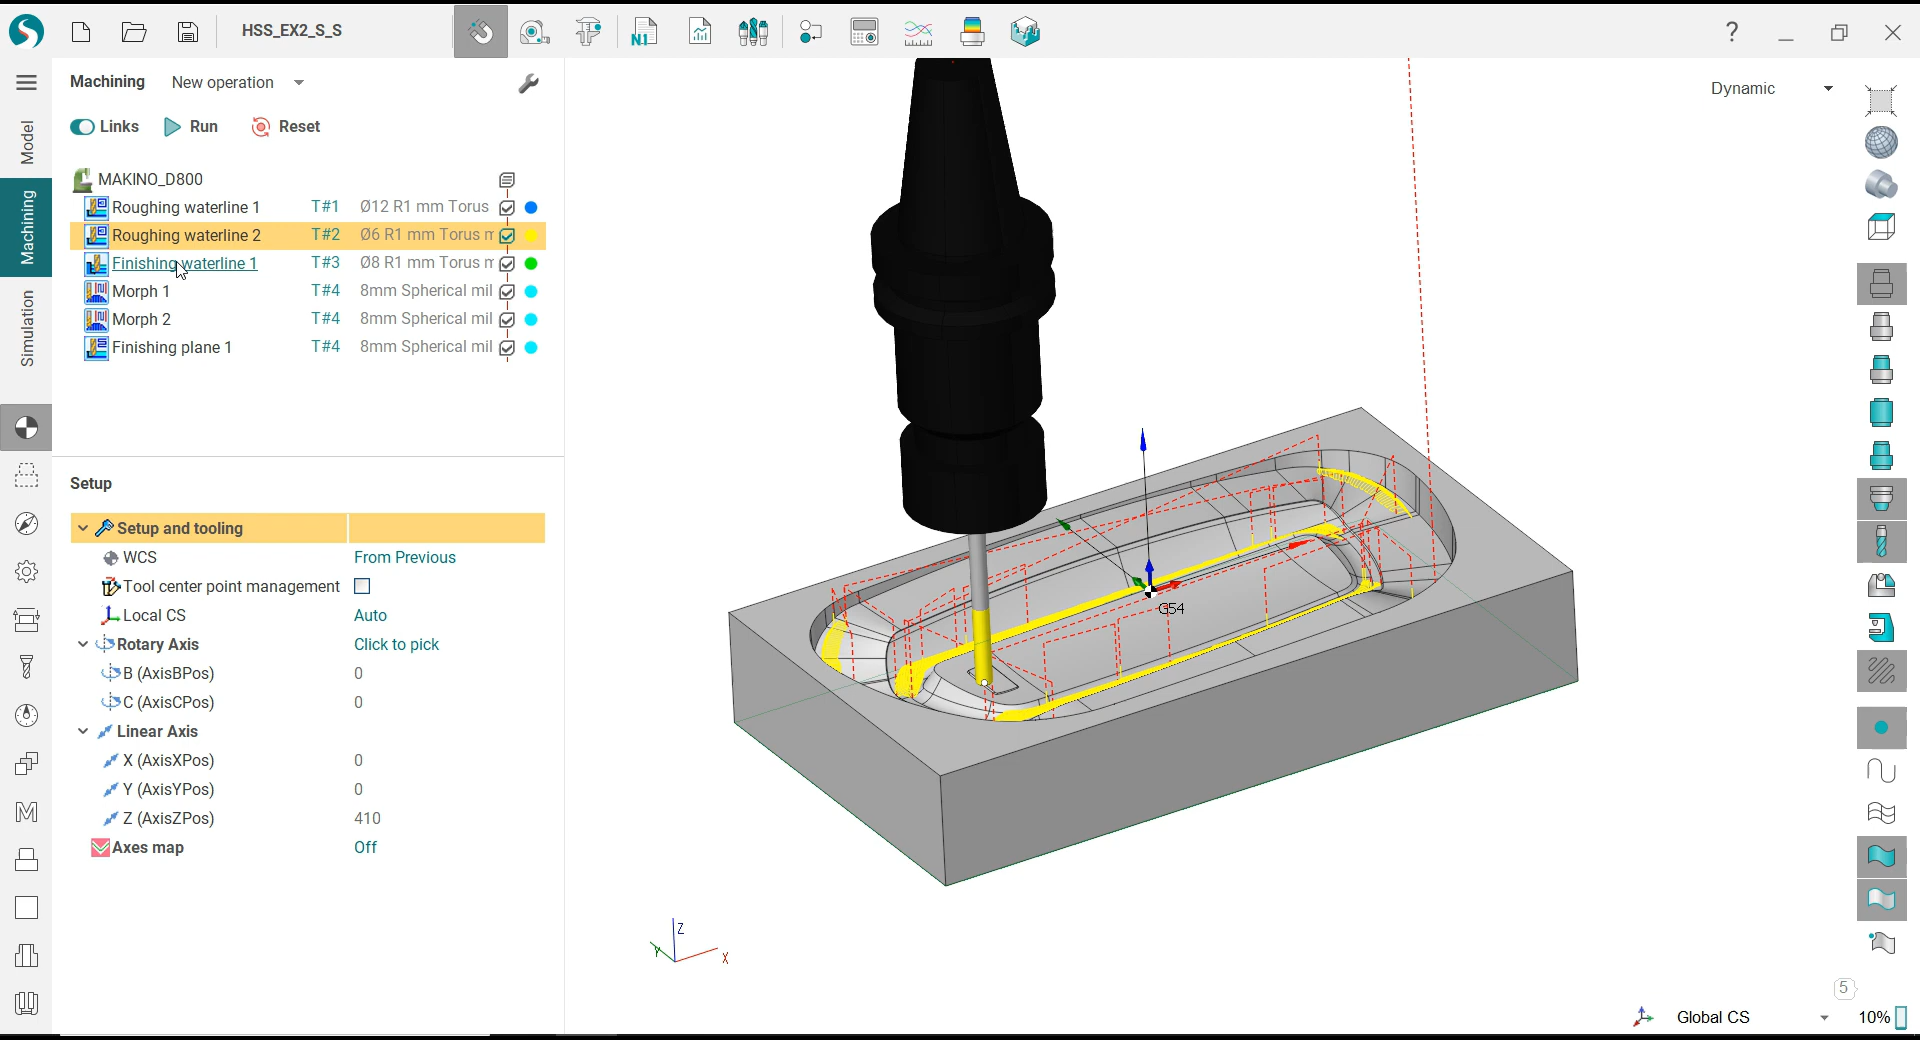 HSS_EX2_S_S
N1
?
Machining New operation
Links Run Reset
MAKINO_D800
Roughing waterline 1 T#1 Ø12 R1 mm Torus
Roughing waterline 2 T#2 Ø6 R1 mm Torus m
Finishing waterline 1 T#3 Ø8 R1 mm Torus m
Morph 1 T#4 8mm Spherical mil
Morph 2 T#4 8mm Spherical mil
Finishing plane 1 T#4 8mm Spherical mil
Model
Machining
Simulation
Setup
Setup and tooling
WCS From Previous
Tool center point management
Local CS Auto
Rotary Axis Click to pick
B (AxisBPos) 0
C (AxisCPos) 0
Linear Axis
X (AxisXPos) 0
Y (AxisYPos) 0
Z (AxisZPos) 410
Axes map Off
Dynamic
G54
Z
Y
X
5
Global CS 10%